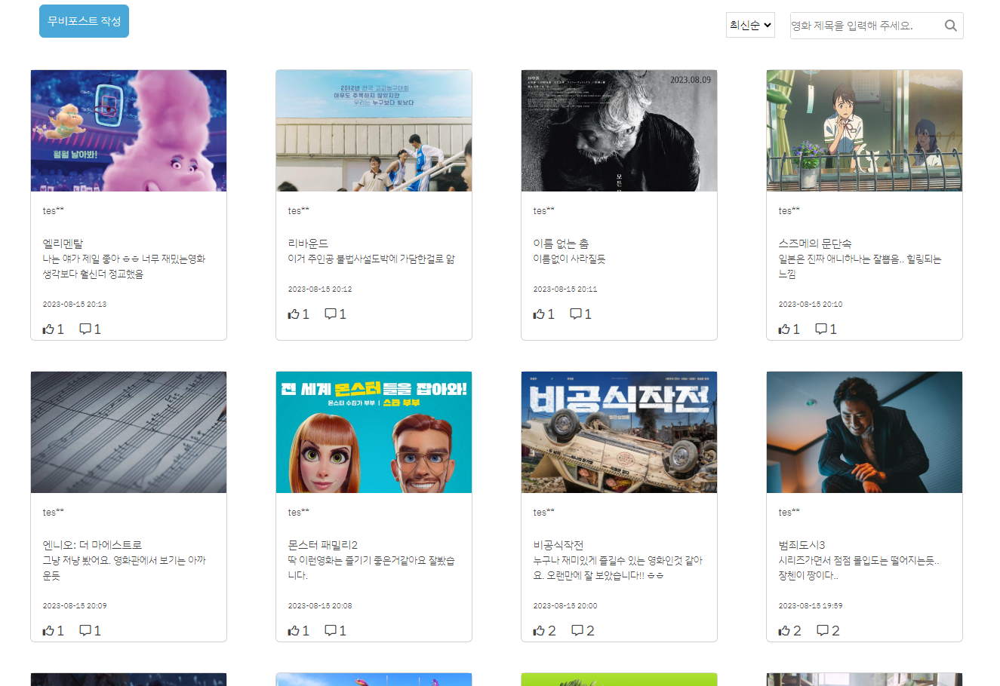 무비포스트 작성
최신순
영화 제목을 입력해 주세요.
펄펄 날아봐!
tes**
엘리멘탈
나는 얘가 제일 좋아 ㅎㅎ 너무 재밌는영화
생각보다 훨신더 정교했음
2023-08-15 20:13
1 1
2012년 전국 고교농구대회
아무도 주목하지 않았지만
우리는 누구보다 빛났다
tes**
리바운드
이거 주인공 불법사설도박에 가담한걸로 앎
2023-08-15 20:12
1 1
2023.08.09
모든
tes**
이름 없는 춤
이름없이 사라질듯
2023-08-15 20:11
1 1
tes**
스즈메의 문단속
일본은 진짜 애니하나는 잘뽑음.. 힐링되는
느낌
2023-08-15 20:10
1 1
tes**
엔니오: 더 마에스트로
그냥 저냥 봤어요. 영화관에서 보기는 아까
운듯
2023-08-15 20:09
1 1
전 세계 몬스터들을 잡아와!
몬스터 수집가 부부 | 스타 부부
tes**
몬스터 패밀리2
딱 이런영화는 즐기기 좋은거같아요 잘봤습
니다.
2023-08-15 20:08
1 1
비공식작전
tes**
비공식작전
누구나 재미있게 즐길수 있는 영화인것 같아
요. 오랜만에 잘 보았습니다!! ㅎㅎ
2023-08-15 20:00
2 2
tes**
범죄도시3
시리즈가면서 점점 몰입도는 떨어지는듯..
장첸이 짱이다..
2023-08-15 19:59
2 2